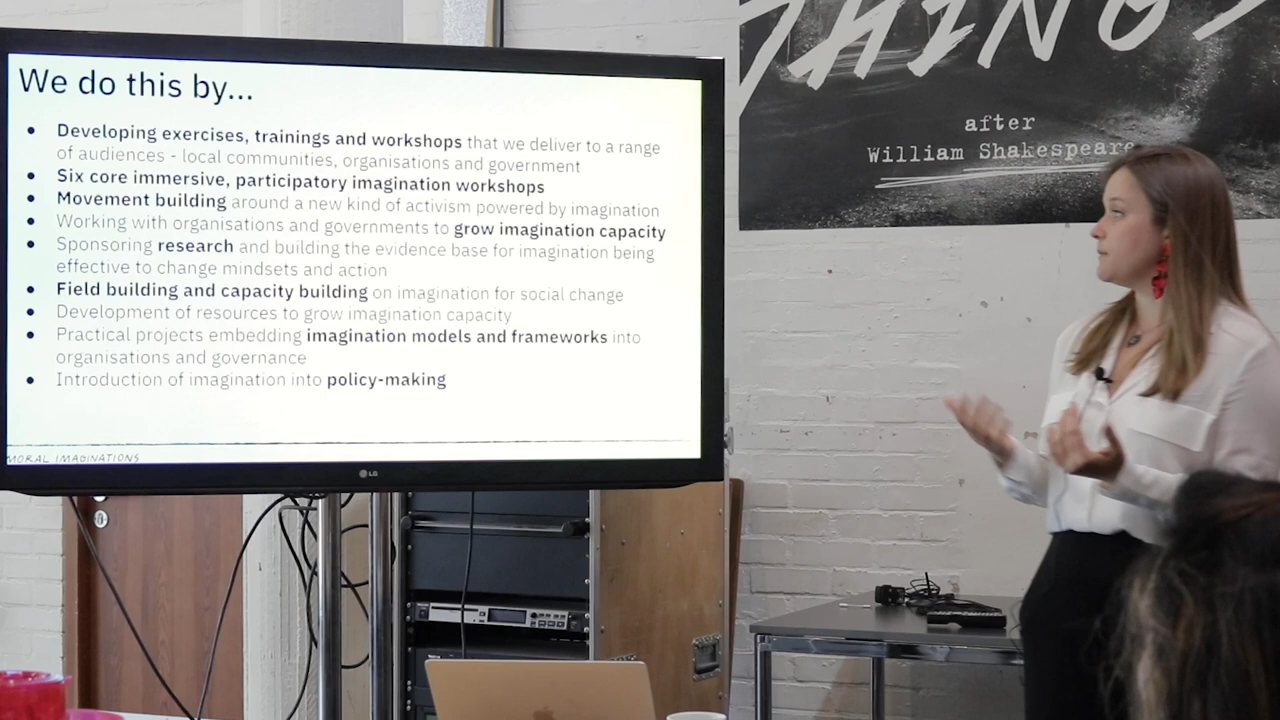 We do this by...
• Developing exercises, trainings and workshops that we deliver to a range
of audiences - local communities, organisations and government
• Six core immersive, participatory imagination workshops
• Movement building around a new kind of activism powered by imagination
• Working with organisations and governments to grow imagination capacity
• Sponsoring research and building the evidence base for imagination being
effective to change mindsets and action
• Field building and capacity building on imagination for social change
• Development of resources to grow imagination capacity
• Practical projects embedding imagination models and frameworks into
organisations and governance
• Introduction of imagination into policy-making
MORAL IMAGINATIONS
LG
THINGS
after
William Shakespeare